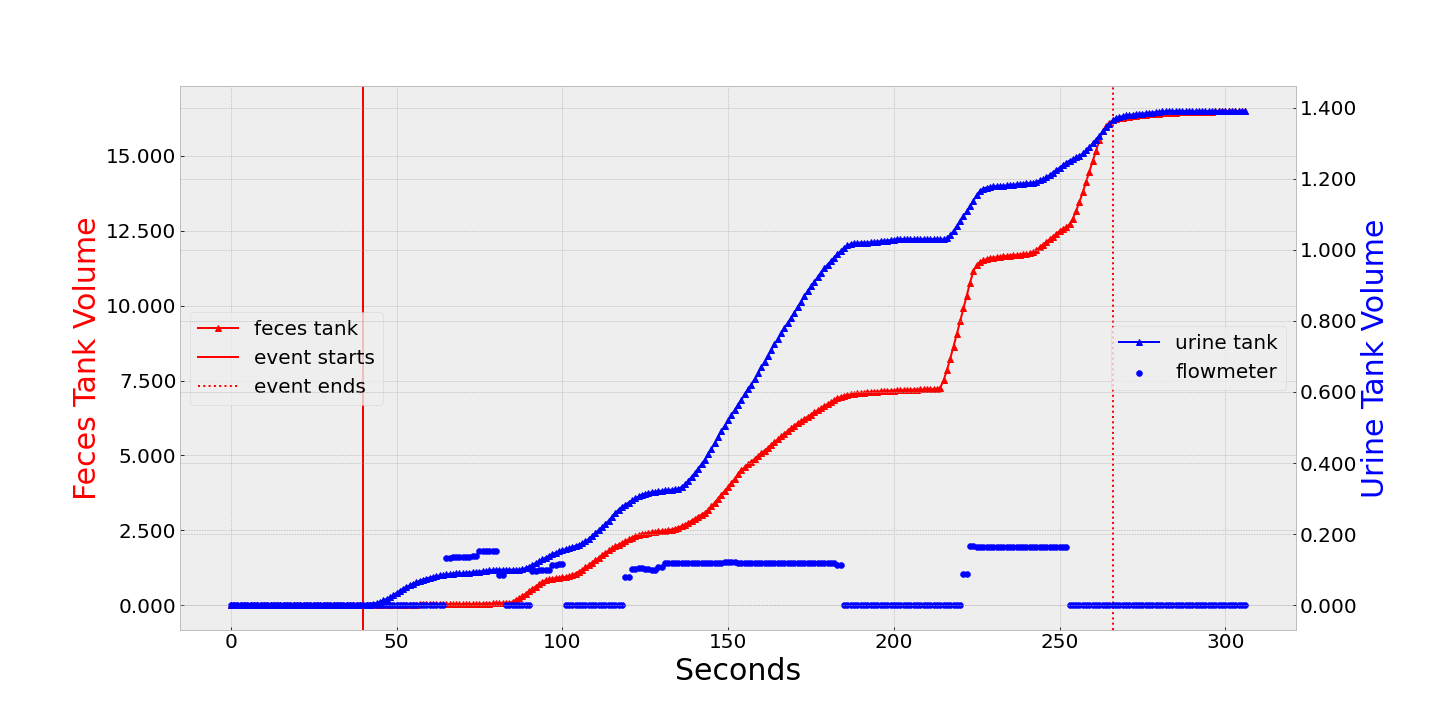 Feces Tank Volume
15.000
12.500
10.000
7.500
5.000
2.500
0.000
feces tank
event starts
event ends
urine tank
flowmeter
1.400
1.200
1.000
0.800
0.600
0.400
0.200
0.000
Urine Tank Volume
0 50 100 150 200 250 300
Seconds